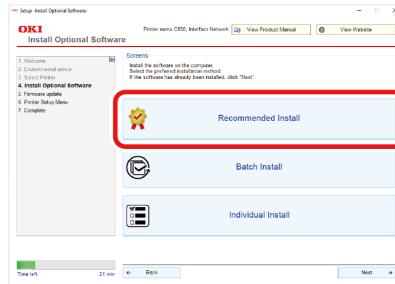 Setup -Install Optional Software-
OKI
Install Optional Software
Printer name C650, Interface Network
View Product Manual
View Website
1. Welcome
2. Environmental advice
3. Select Printer
4. Install Optional Software
5. Firmware update
6. Printer Setup Menu
7. Complete
Screens
Install the software on the computer.
Select the preferred installation method.
If the software has already been installed, click "Next".
Recommended Install
Batch Install
Individual Install
Time left
21 min
Back
Next